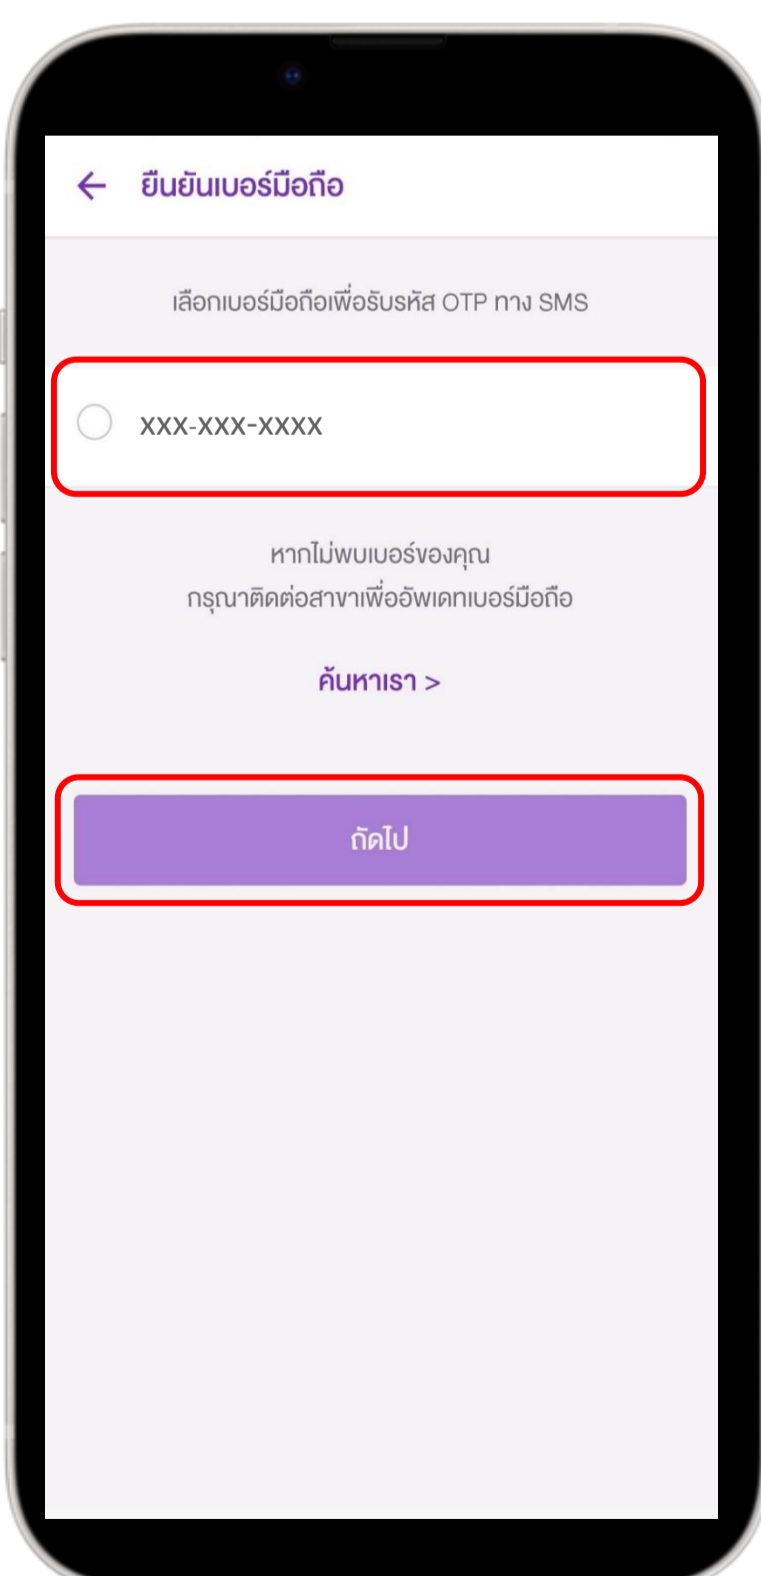 ยืนยันเบอร์มือถือ
เลือกเบอร์มือถือเพื่อรับรหัส OTP ทาง SMS
xxx-xxx-xxxx
หากไม่พบเบอร์ของคุณ
กรุณาติดต่อสาขาเพื่ออัพเดทเบอร์มือถือ
ค้นหาเรา >
ถัดไป